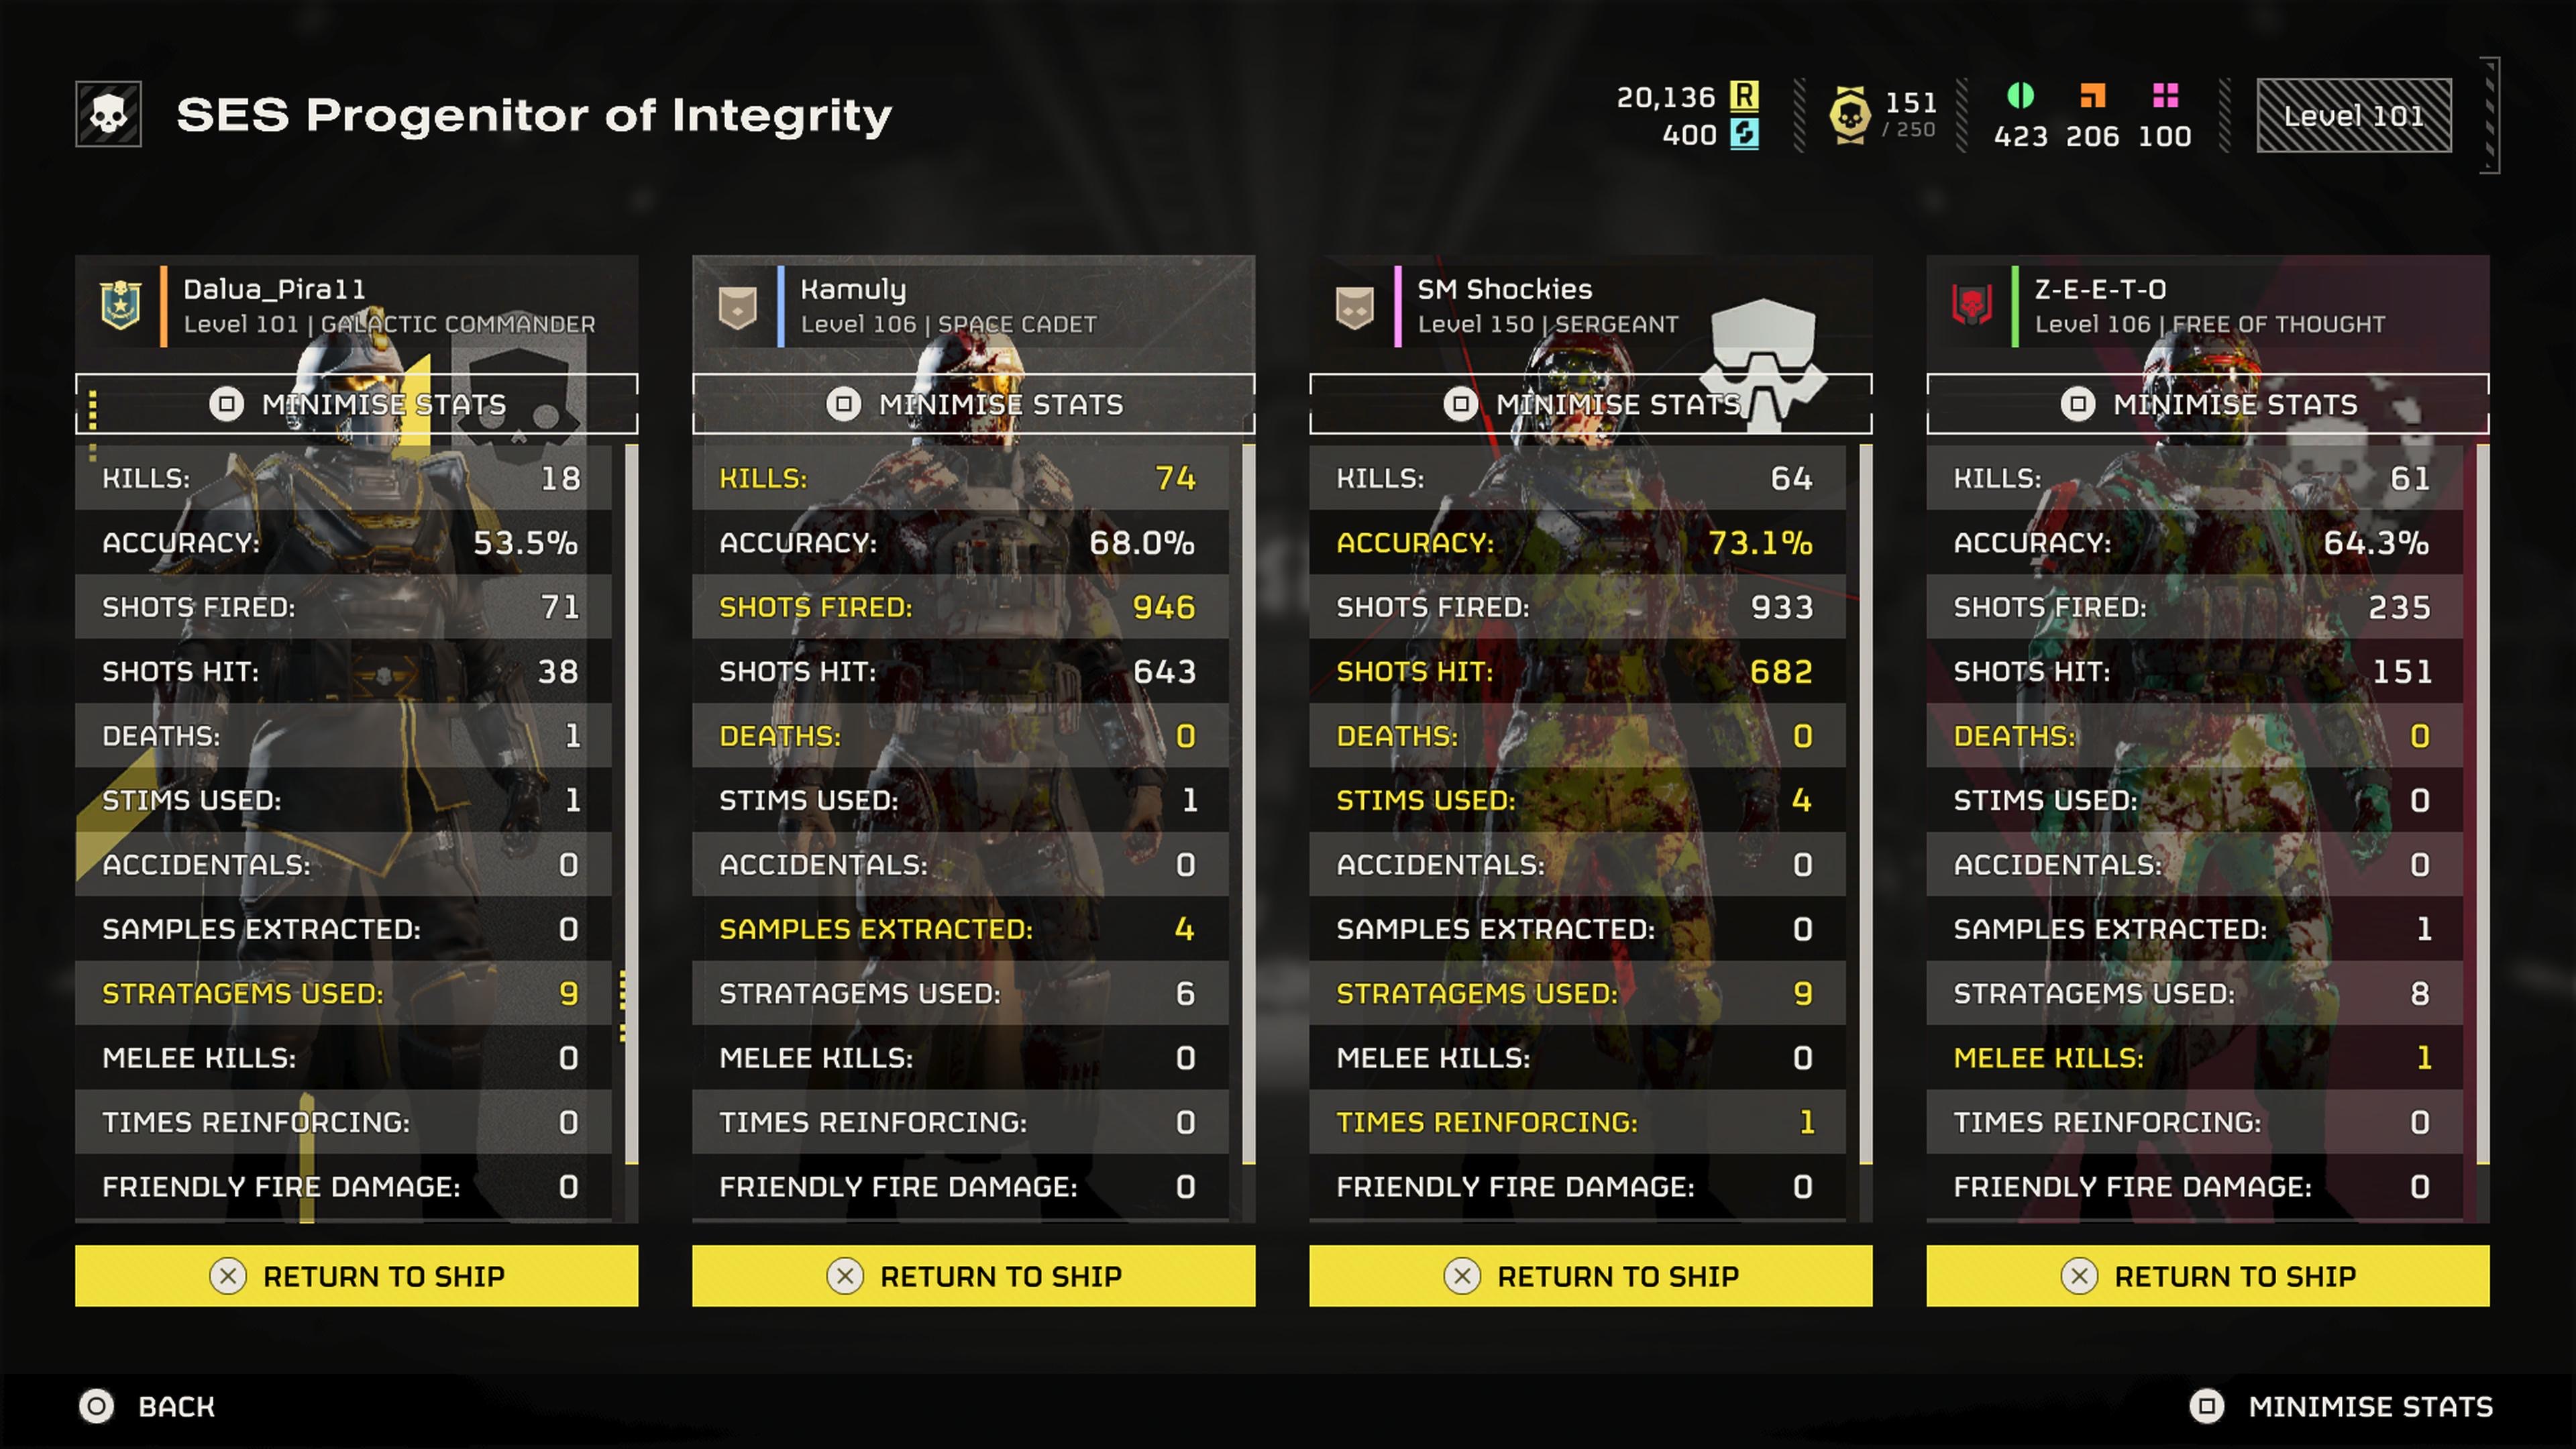 SES Progenitor of Integrity
20,136 R
400 S
151
/ 250
423 206 100
Level 101
Dalua_Pira11
Level 101 | GALACTIC COMMANDER
MINIMISE STATS
KILLS: 18
ACCURACY: 53.5%
SHOTS FIRED: 71
SHOTS HIT: 38
DEATHS: 1
STIMS USED: 1
ACCIDENTALS: 0
SAMPLES EXTRACTED: 0
STRATAGEMS USED: 9
MELEE KILLS: 0
TIMES REINFORCING: 0
FRIENDLY FIRE DAMAGE: 0
RETURN TO SHIP
Kamuly
Level 106 | SPACE CADET
MINIMISE STATS
KILLS: 74
ACCURACY: 68.0%
SHOTS FIRED: 946
SHOTS HIT: 643
DEATHS: 0
STIMS USED: 1
ACCIDENTALS: 0
SAMPLES EXTRACTED: 4
STRATAGEMS USED: 6
MELEE KILLS: 0
TIMES REINFORCING: 0
FRIENDLY FIRE DAMAGE: 0
RETURN TO SHIP
SM Shockies
Level 150 | SERGEANT
MINIMISE STATS
KILLS: 64
ACCURACY: 73.1%
SHOTS FIRED: 933
SHOTS HIT: 682
DEATHS: 0
STIMS USED: 4
ACCIDENTALS: 0
SAMPLES EXTRACTED: 0
STRATAGEMS USED: 9
MELEE KILLS: 0
TIMES REINFORCING: 1
FRIENDLY FIRE DAMAGE: 0
RETURN TO SHIP
Z-E-E-T-O
Level 106 | FREE OF THOUGHT
MINIMISE STATS
KILLS: 61
ACCURACY: 64.3%
SHOTS FIRED: 235
SHOTS HIT: 151
DEATHS: 0
STIMS USED: 0
ACCIDENTALS: 0
SAMPLES EXTRACTED: 1
STRATAGEMS USED: 8
MELEE KILLS: 1
TIMES REINFORCING: 0
FRIENDLY FIRE DAMAGE: 0
RETURN TO SHIP
BACK
MINIMISE STATS